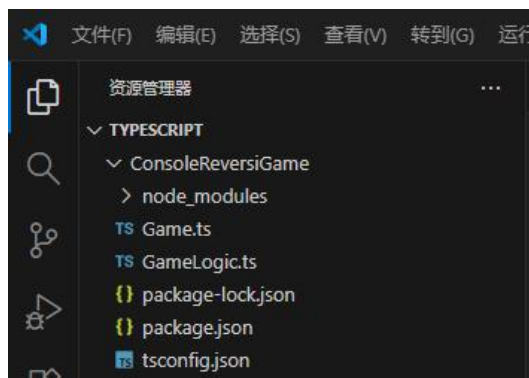 文件(F) 编辑(E) 选择(S) 查看(V) 转到(G) 运行
资源管理器 ...
TYPESCRIPT
ConsoleReversiGame
node_modules
TS Game.ts
TS GameLogic.ts
{} package-lock.json
{} package.json
TS tsconfig.json